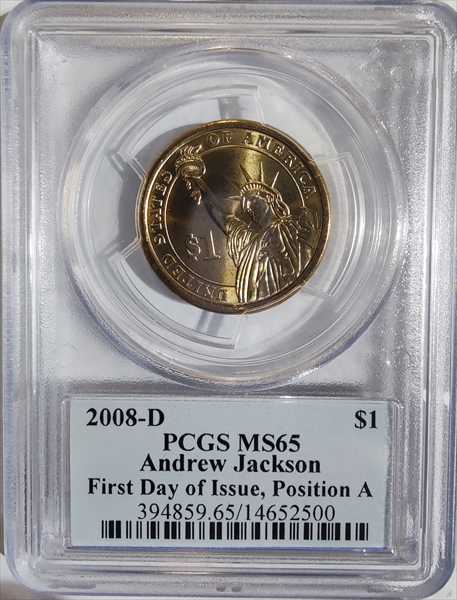 UNITED STATES OF AMERICA
$1
2008-D $1
PCGS MS65
Andrew Jackson
First Day of Issue, Position A
394859.65/14652500